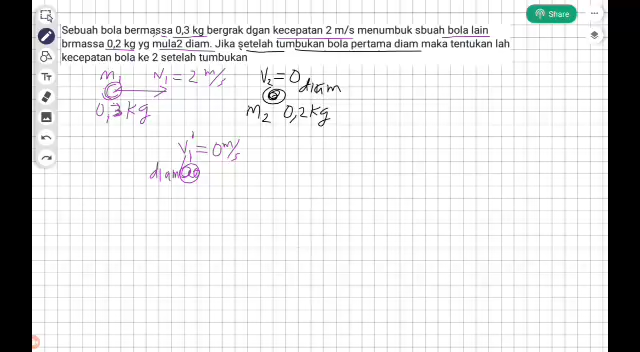 Sebuah bola bermassa 0,3 kg bergrak dgan kecepatan 2 m/s menumbuk sbuah bola lain
brmassa 0,2 kg yg mula2 diam. Jika setelah tumbukan bola pertama diam maka tentukan lah
kecepatan bola ke 2 setelah tumbukan
Share
m1 v1 = 2 m/s V2 = 0 diam
0,3 kg m2 0,2 kg
V1' = 0 m/s
diam